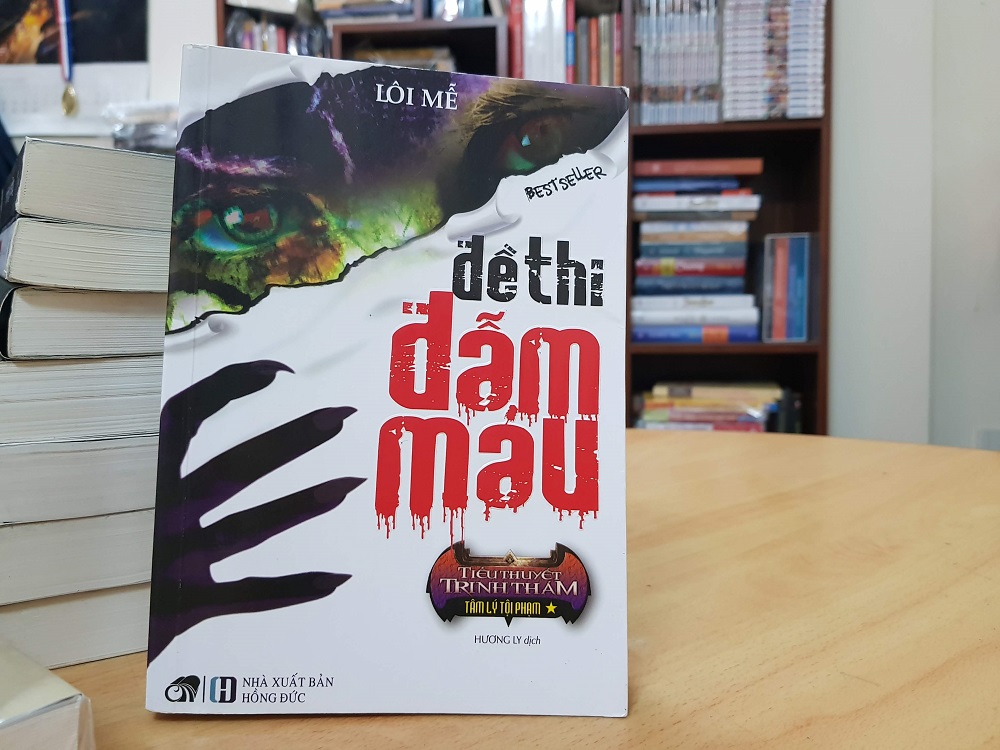 LÔI MỄ
BESTSELLER
đề thi
đẫm
máu
TIỂU THUYẾT
TRINH THÁM
TÂM LÝ TỘI PHẠM
HƯƠNG LY dịch
NHÀ XUẤT BẢN
HỒNG ĐỨC